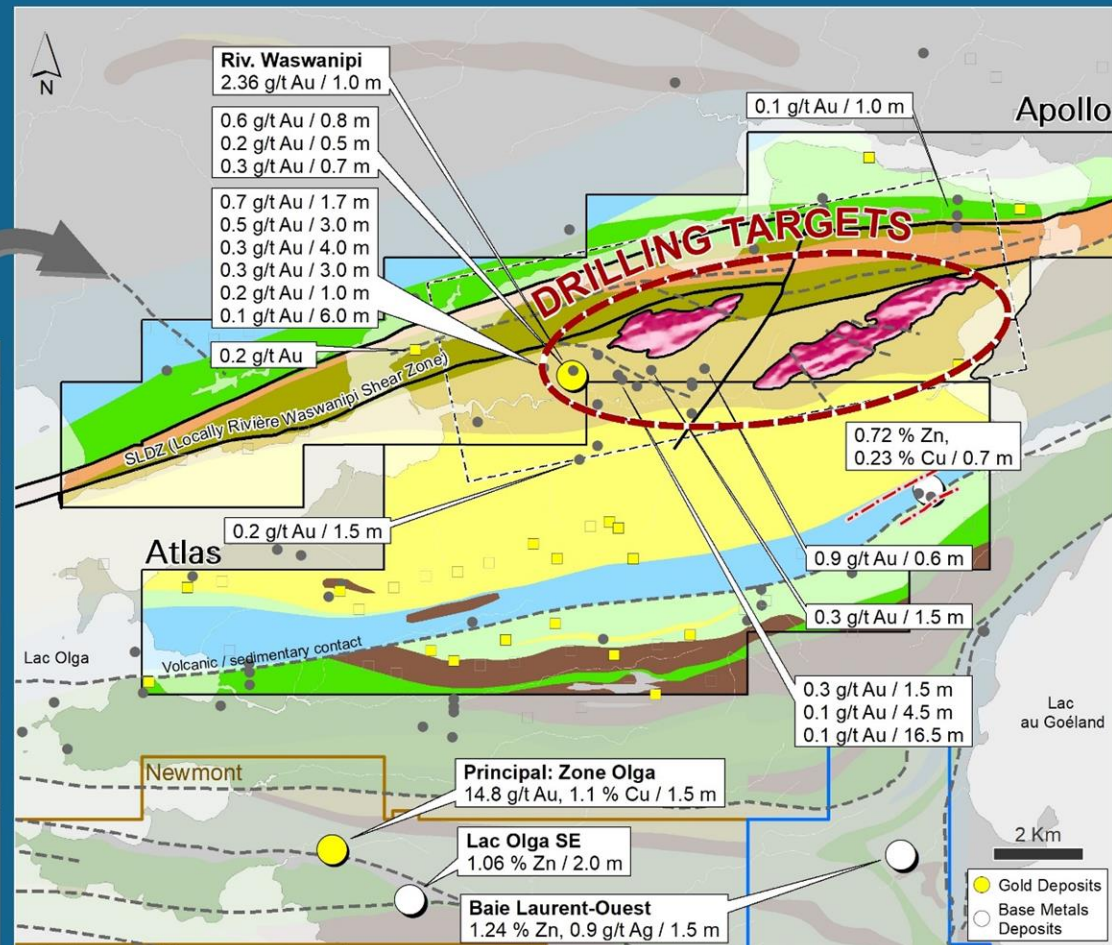 N
Riv. Waswanipi
2.36 g/t Au / 1.0 m
0.6 g/t Au / 0.8 m
0.2 g/t Au / 0.5 m
0.3 g/t Au / 0.7 m
0.7 g/t Au / 1.7 m
0.5 g/t Au / 3.0 m
0.3 g/t Au / 4.0 m
0.3 g/t Au / 3.0 m
0.2 g/t Au / 1.0 m
0.1 g/t Au / 6.0 m
0.2 g/t Au
0.1 g/t Au / 1.0 m
Apollo
DRILLING TARGETS
SLDZ (Locally Rivière Waswanipi Shear Zone)
0.72 % Zn,
0.23 % Cu / 0.7 m
0.2 g/t Au / 1.5 m
Atlas
0.9 g/t Au / 0.6 m
0.3 g/t Au / 1.5 m
Lac Olga
Volcanic / sedimentary contact
0.3 g/t Au / 1.5 m
0.1 g/t Au / 4.5 m
0.1 g/t Au / 16.5 m
Lac
au Goéland
Newmont
Principal: Zone Olga
14.8 g/t Au, 1.1 % Cu / 1.5 m
Lac Olga SE
1.06 % Zn / 2.0 m
Baie Laurent-Ouest
1.24 % Zn, 0.9 g/t Ag / 1.5 m
2 Km
Gold Deposits
Base Metals
Deposits